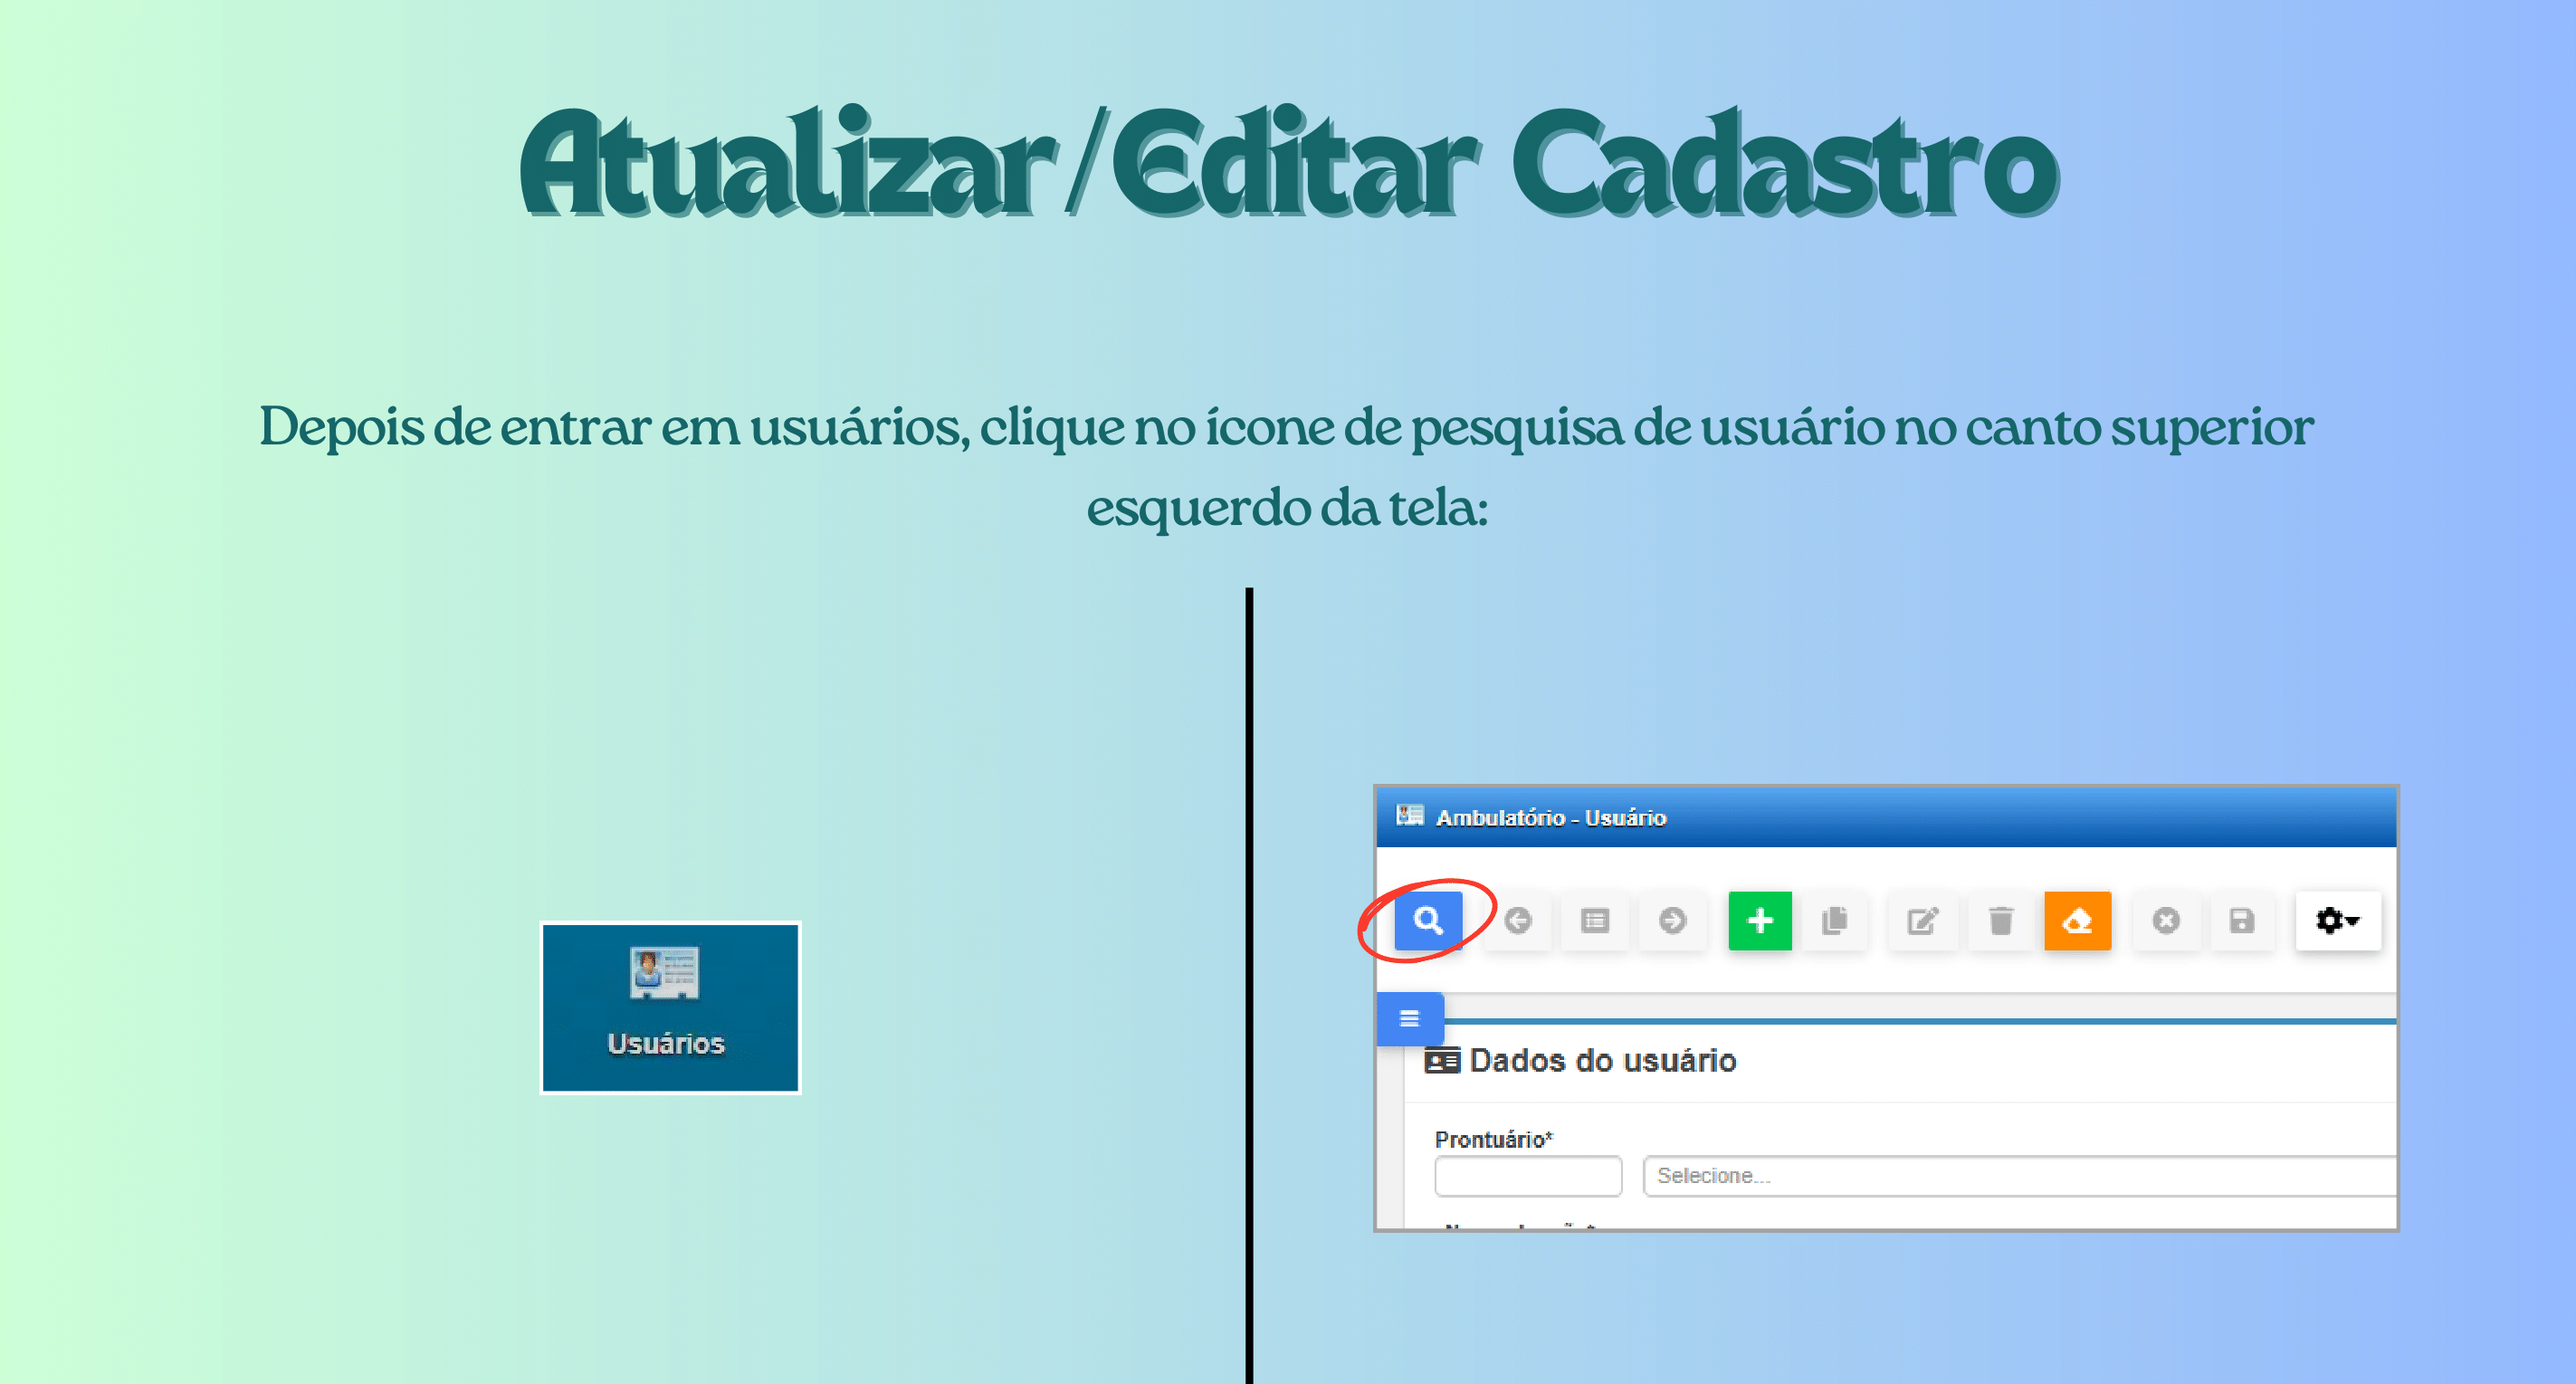 Atualizar/Editar Cadastro
Depois de entrar em usuários, clique no ícone de pesquisa de usuário no canto superior
esquerdo da tela:
Usuários
Ambulatório - Usuário
Dados do usuário
Prontuário*
Selecione...